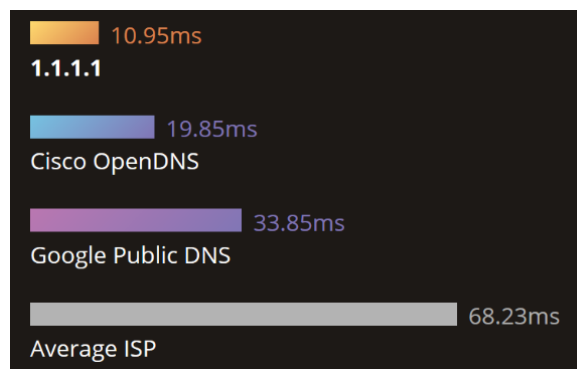 10.95ms
1.1.1.1
19.85ms
Cisco OpenDNS
33.85ms
Google Public DNS
68.23ms
Average ISP